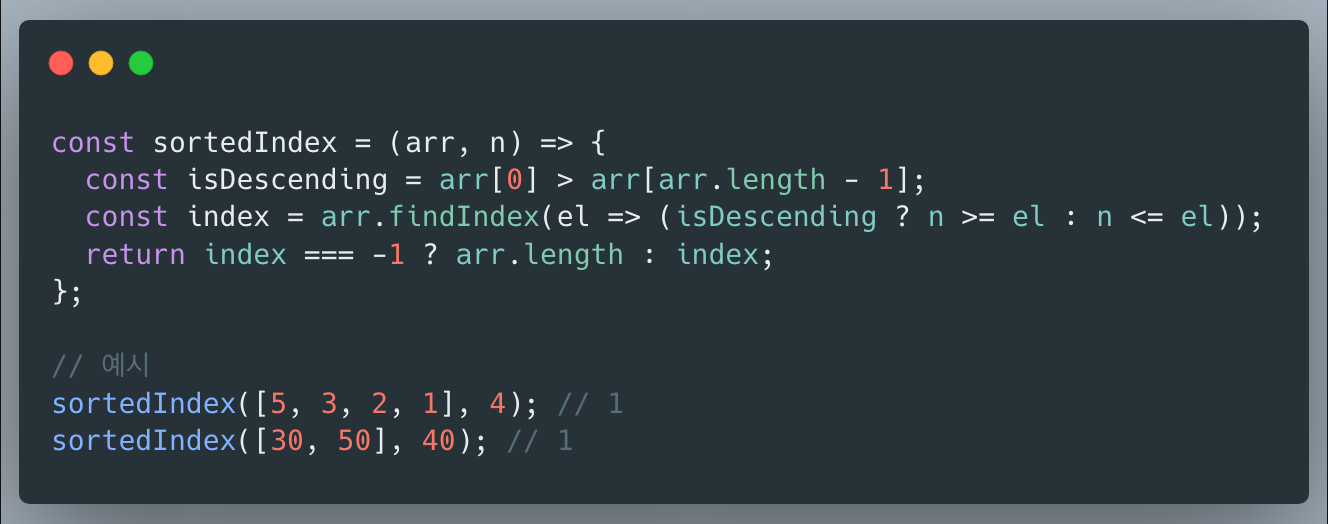 const sortedIndex = (arr, n) => {
  const isDescending = arr[0] > arr[arr.length - 1];
  const index = arr.findIndex(el => (isDescending ? n >= el : n <= el));
  return index === -1 ? arr.length : index;
};

// 예시
sortedIndex([5, 3, 2, 1], 4); // 1
sortedIndex([30, 50], 40); // 1